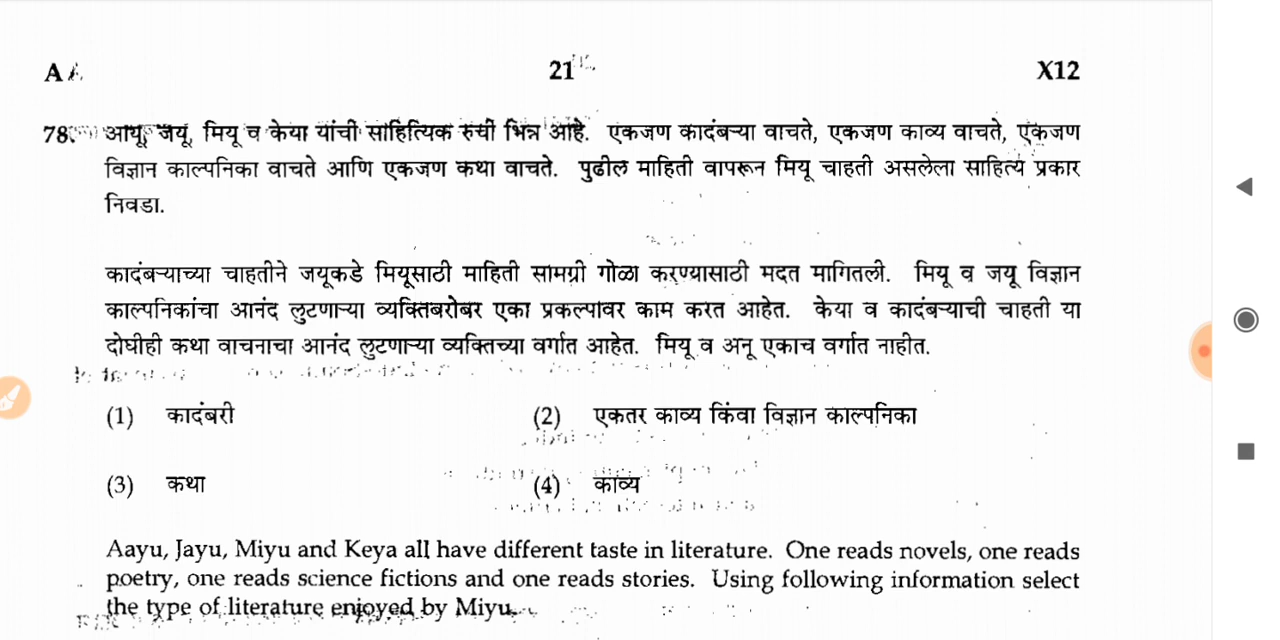 A
21
X12
78. आयू, जयू, मियू व केया यांची साहित्यिक रुची भिन्न आहे. एकजण कादंबऱ्या वाचते, एकजण काव्य वाचते, एकजण
विज्ञान काल्पनिका वाचते आणि एकजण कथा वाचते. पुढील माहिती वापरून मियू चाहती असलेला साहित्य प्रकार
निवडा.
कादंबऱ्याच्या चाहतीने जयूकडे मियूसाठी माहिती सामग्री गोळा करण्यासाठी मदत मागितली. मियू व जयू विज्ञान
काल्पनिकांचा आनंद लुटणाऱ्या व्यक्तिबरोबर एका प्रकल्पावर काम करत आहेत. केया व कादंबऱ्याची चाहती या
दोघीही कथा वाचनाचा आनंद लुटणाऱ्या व्यक्तिच्या वर्गात आहेत. मियू व अनू एकाच वर्गात नाहीत.
(1) कादंबरी (2) एकतर काव्य किंवा विज्ञान काल्पनिका
(3) कथा (4) काव्य
Aayu, Jayu, Miyu and Keya all have different taste in literature. One reads novels, one reads
poetry, one reads science fictions and one reads stories. Using following information select
the type of literature enjoyed by Miyu.